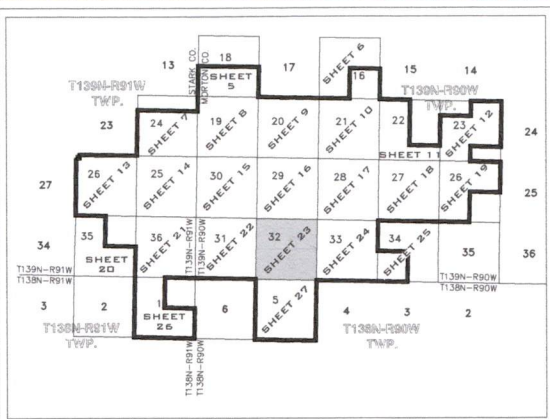 13
18
17
15
14
STARK CO.
MORTON CO.
SHEET 5
16
SHEET 6
T139N-R91W
TWP.
T139N-R90W
TWP.
23
24
SHEET 7
19
SHEET 8
20
SHEET 9
21
SHEET 10
22
SHEET 11
23
SHEET 12
24
27
26
SHEET 13
25
SHEET 14
30
SHEET 15
29
SHEET 16
28
SHEET 17
27
SHEET 18
26
SHEET 19
25
34
35
SHEET
20
36
SHEET 21
T139N-R91W
T139N-R90W
31
SHEET 22
32
SHEET 23
33
SHEET 24
34
SHEET 25
35
36
T139N-R91W
T138N-R91W
T139N-R90W
T138N-R90W
3
2
1
SHEET
26
6
5
SHEET 27
4
3
2
T138N-R91W
TWP.
T138N-R90W
TWP.
T138N-R91W
T138N-R90W